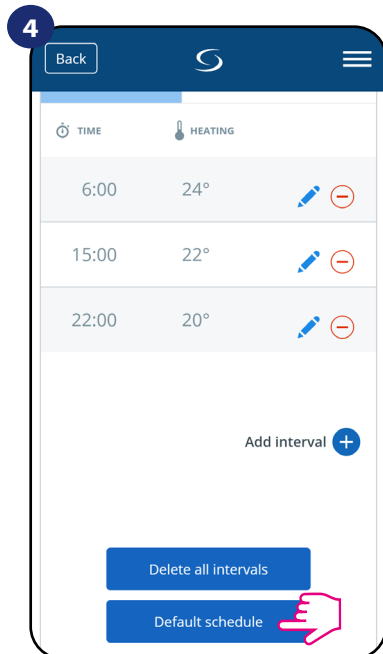 4
Back
TIME HEATING
6:00 24°
15:00 22°
22:00 20°
Add interval
Delete all intervals
Default schedule